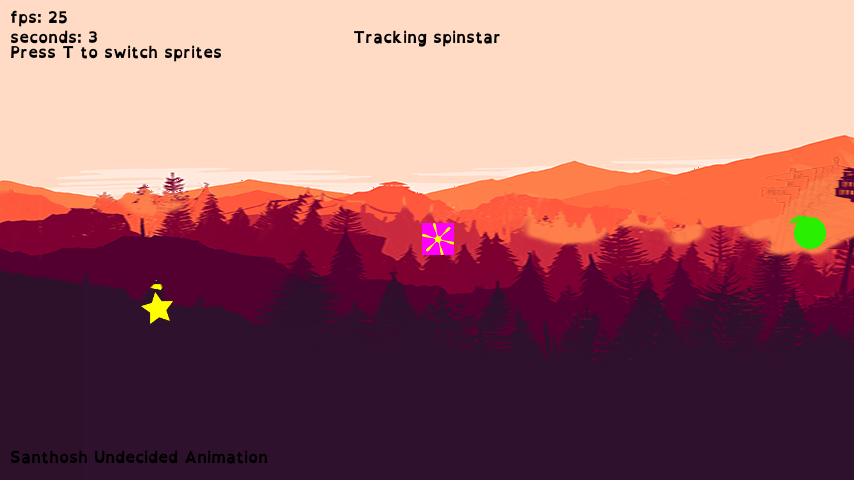 fps: 25
seconds: 3
Press T to switch sprites
Tracking spinstar
Santhosh Undecided Animation